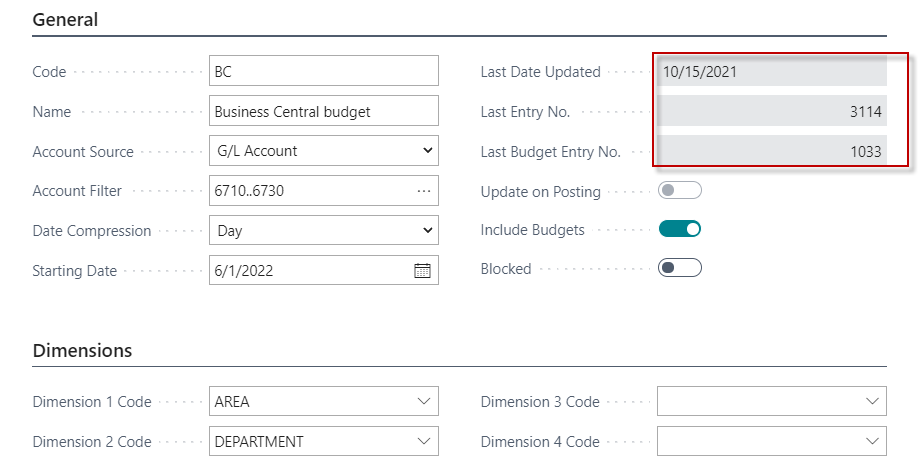 General
Code BC
Last Date Updated 10/15/2021
Name Business Central budget
Last Entry No. 3114
Account Source G/L Account
Last Budget Entry No. 1033
Account Filter 6710..6730 ...
Update on Posting
Date Compression Day
Include Budgets
Starting Date 6/1/2022
Blocked
Dimensions
Dimension 1 Code AREA
Dimension 3 Code
Dimension 2 Code DEPARTMENT
Dimension 4 Code